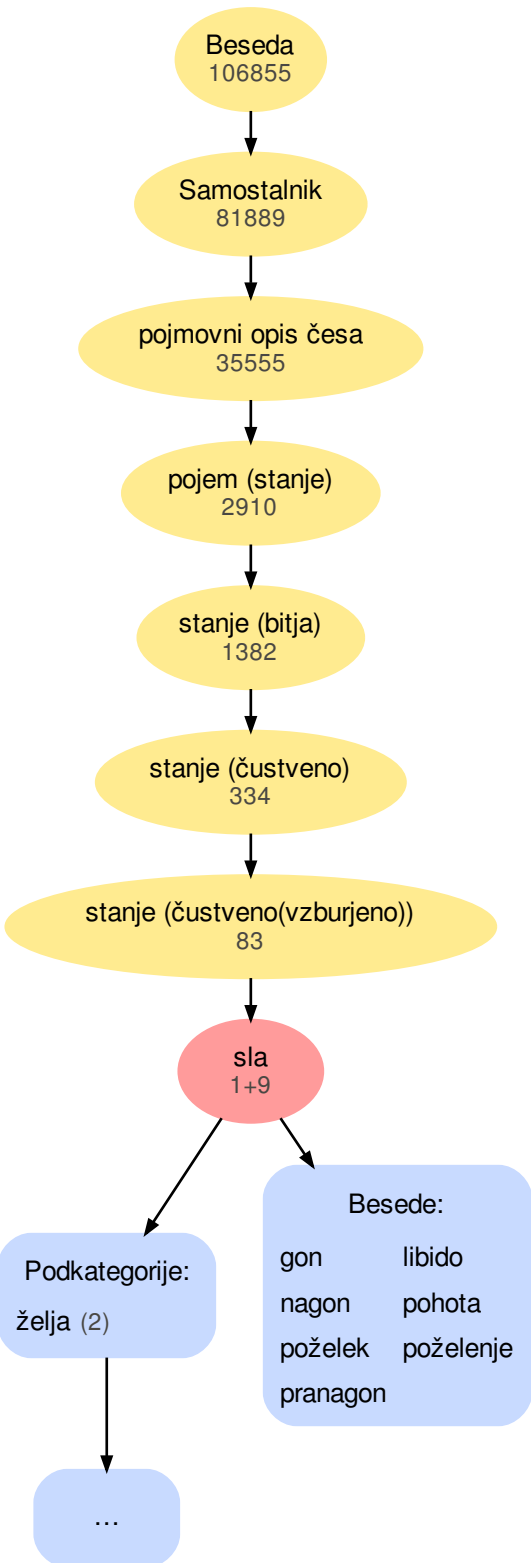 Beseda
106855
Samostalnik
81889
pojmovni opis česa
35555
pojem (stanje)
2910
stanje (bitja)
1382
stanje (čustveno)
334
stanje (čustveno(vzburjeno))
83
sla
1+9
Besede:
gon libido
nagon pohota
poželek poželenje
pranagon
Podkategorije:
želja (2)
...